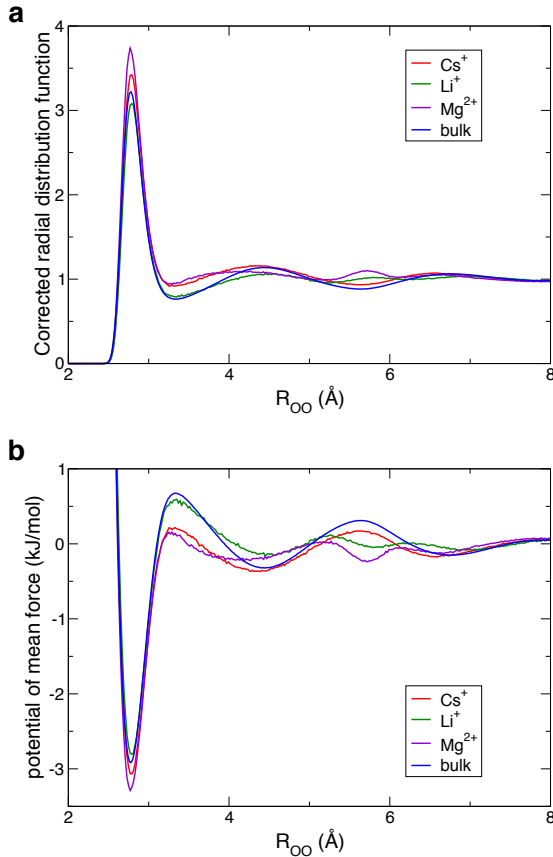 a
Corrected radial distribution function
4
3
2
1
0
Cs+
Li+
Mg2+
bulk
2
4
6
8
ROO (Å)
b
potential of mean force (kJ/mol)
1
0
-1
-2
-3
Cs+
Li+
Mg2+
bulk
2
4
6
8
ROO (Å)